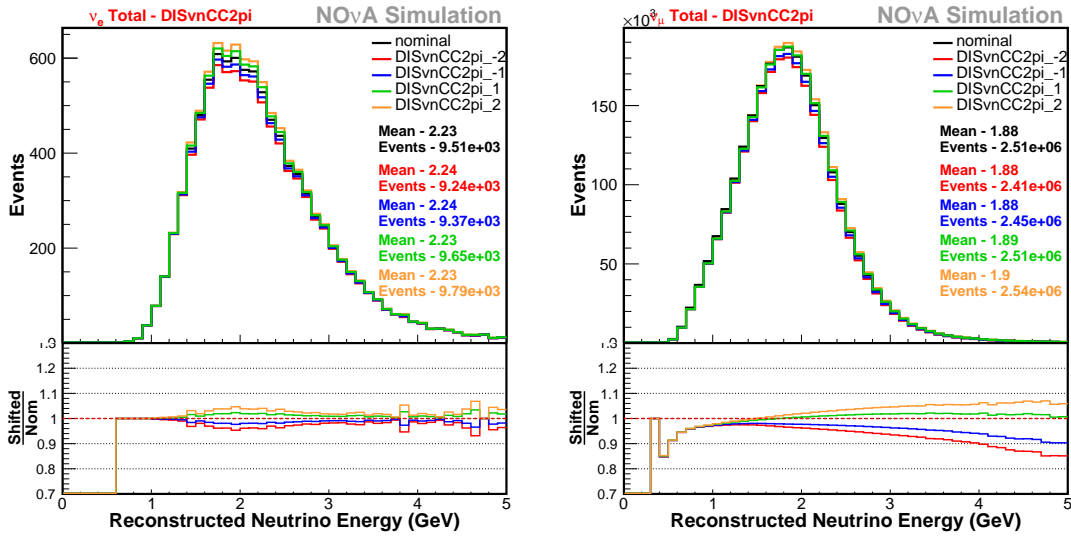 νe Total - DISvnCC2pi
NOνA Simulation
nominal
DISvnCC2pi_-2
DISvnCC2pi_-1
DISvnCC2pi_1
DISvnCC2pi_2
Mean - 2.23
Events - 9.51e+03
Mean - 2.24
Events - 9.24e+03
Mean - 2.24
Events - 9.37e+03
Mean - 2.23
Events - 9.65e+03
Mean - 2.23
Events - 9.79e+03
Events
600
400
200
1.3
1.2
1.1
1
0.9
0.8
0.7
Shifted
Nom
0 1 2 3 4 5
Reconstructed Neutrino Energy (GeV)
×10³
νμ Total - DISvnCC2pi
NOνA Simulation
nominal
DISvnCC2pi_-2
DISvnCC2pi_-1
DISvnCC2pi_1
DISvnCC2pi_2
Mean - 1.88
Events - 2.51e+06
Mean - 1.88
Events - 2.41e+06
Mean - 1.88
Events - 2.45e+06
Mean - 1.89
Events - 2.51e+06
Mean - 1.9
Events - 2.54e+06
Events
150
100
50
1.3
1.2
1.1
1
0.9
0.8
0.7
Shifted
Nom
0 1 2 3 4 5
Reconstructed Neutrino Energy (GeV)